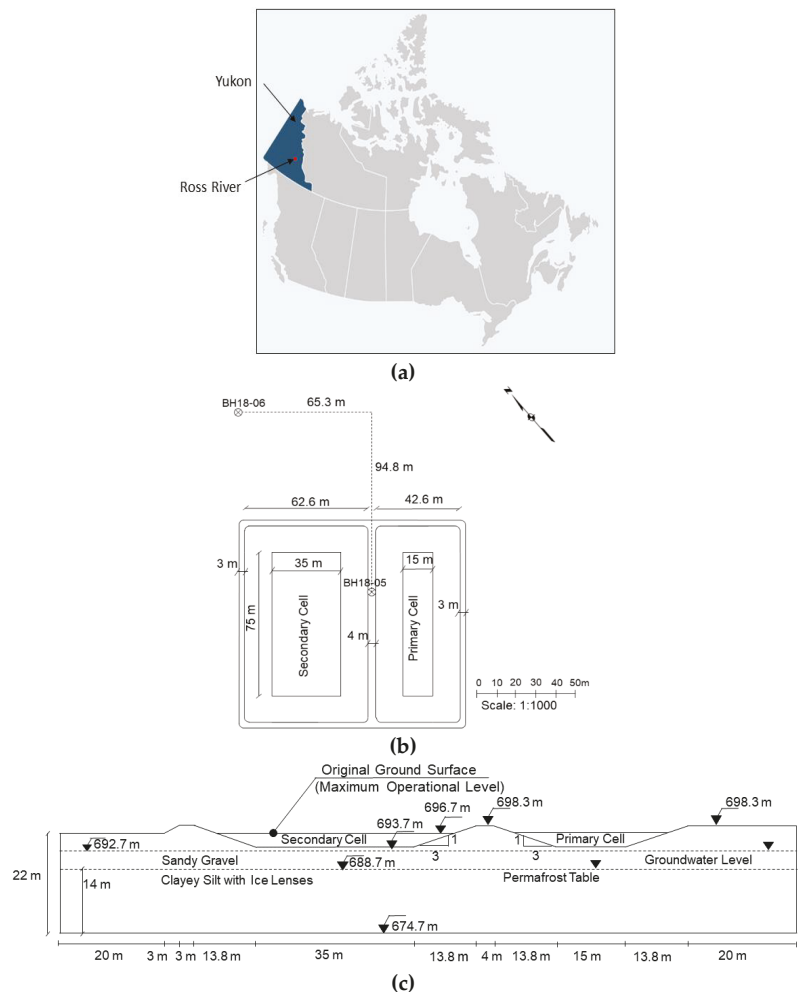 Yukon
Ross River
(a)
BH18-06
65.3 m
94.8 m
62.6 m
42.6 m
3 m
35 m
15 m
BH18-05
75 m
Secondary Cell
4 m
Primary Cell
3 m
0 10 20 30 40 50m
Scale: 1:1000
(b)
Original Ground Surface
(Maximum Operational Level)
698.3 m
698.3 m
696.7 m
693.7 m
692.7 m
Secondary Cell
1
3
1
3
Primary Cell
Sandy Gravel
688.7 m
Groundwater Level
22 m
14 m
Clayey Silt with Ice Lenses
Permafrost Table
674.7 m
20 m 3 m 3 m 13.8 m 35 m 13.8 m 4 m 13.8 m 15 m 13.8 m 20 m
(c)